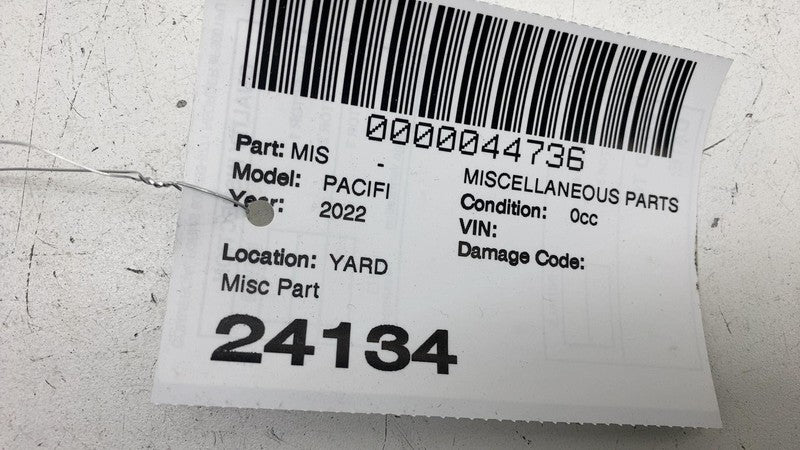 0000044736
Part: MIS -
MISCELLANEOUS PARTS
Model: PACIFI
Condition: 0cc
Year: 2022
VIN:
Damage Code:
Location: YARD
Misc Part
24134